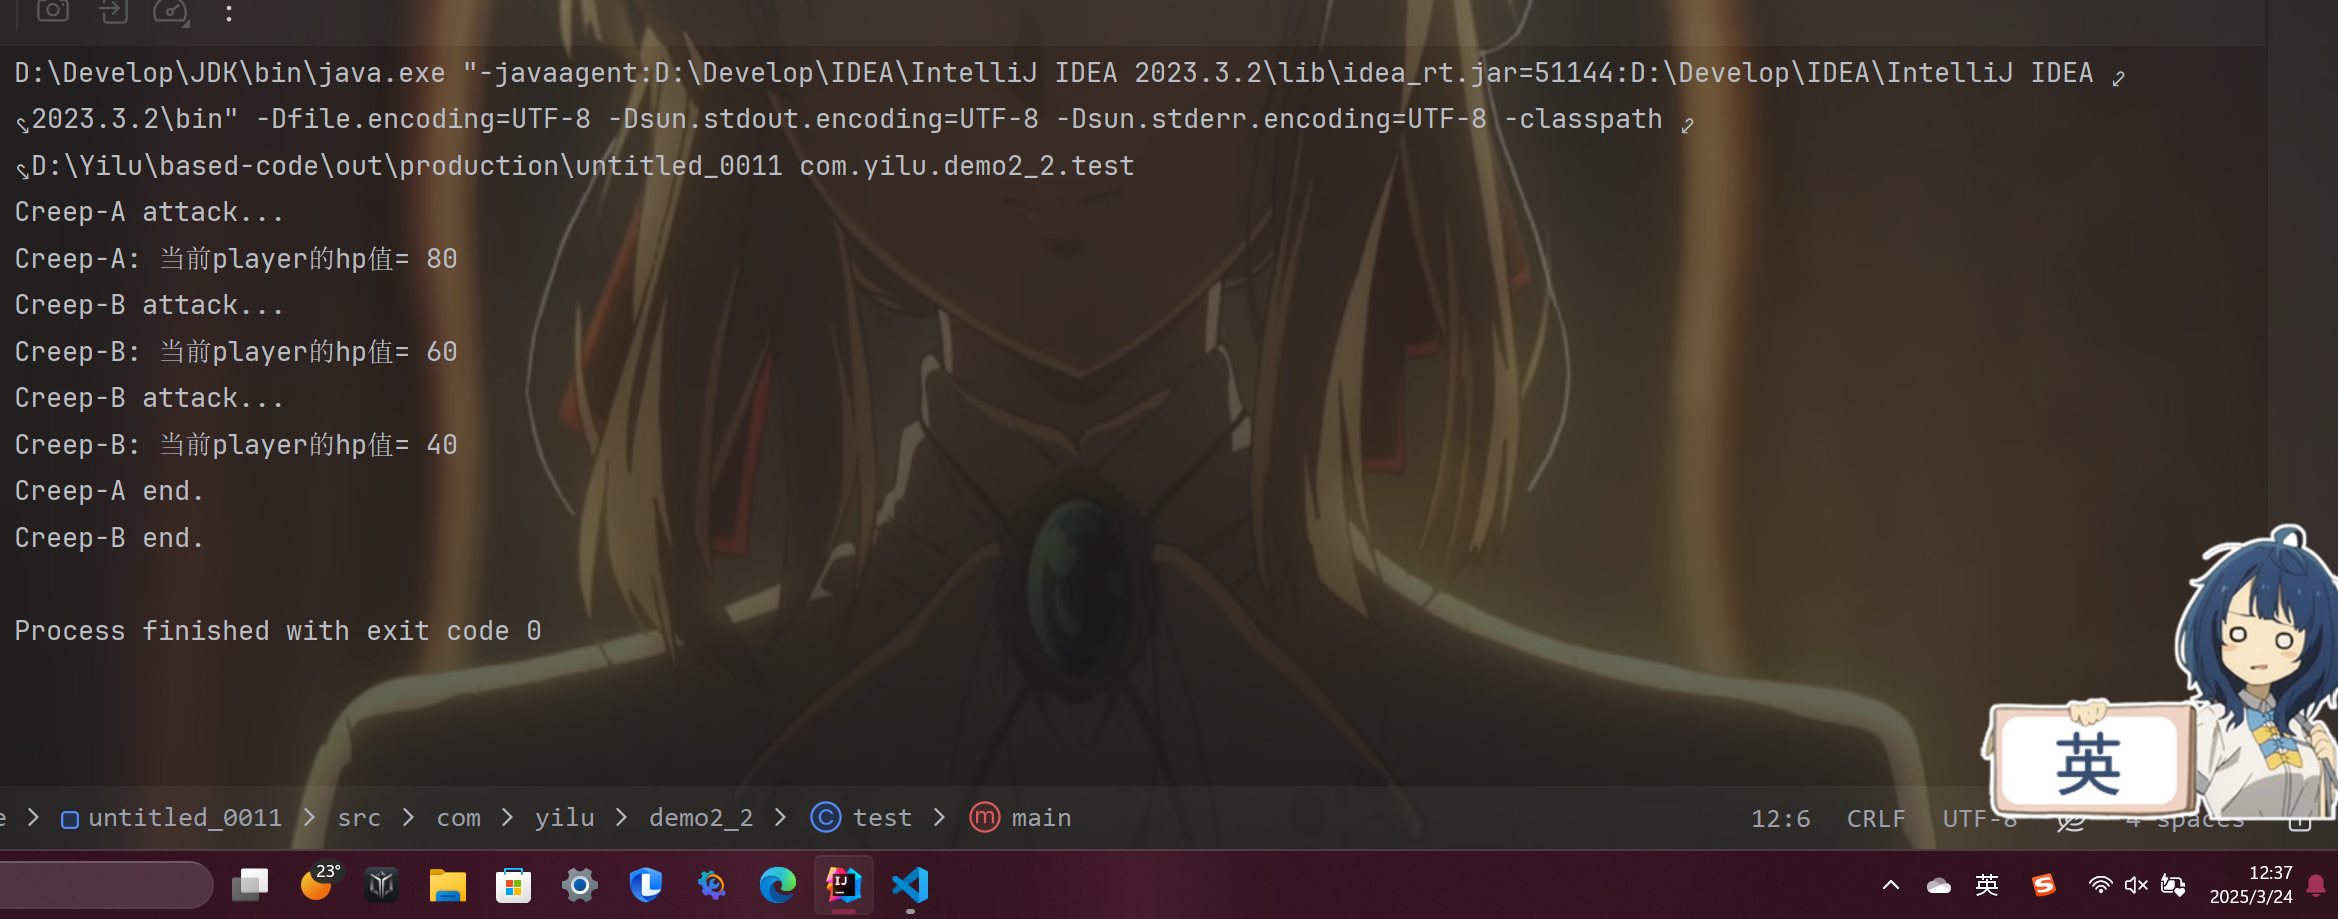 D:\Develop\JDK\bin\java.exe "-javaagent:D:\Develop\IDEA\IntelliJ IDEA 2023.3.2\lib\idea_rt.jar=51144:D:\Develop\IDEA\IntelliJ IDEA
2023.3.2\bin" -Dfile.encoding=UTF-8 -Dsun.stdout.encoding=UTF-8 -Dsun.stderr.encoding=UTF-8 -classpath
D:\Yilu\based-code\out\production\untitled_0011 com.yilu.demo2_2.test
Creep-A attack...
Creep-A: 当前player的hp值= 80
Creep-B attack...
Creep-B: 当前player的hp值= 60
Creep-B attack...
Creep-B: 当前player的hp值= 40
Creep-A end.
Creep-B end.
Process finished with exit code 0
英
e > untitled_0011 > src > com > yilu > demo2_2 > C test > m main 12:6 CRLF UTF-8 4 spaces
23° IJ 英 S 12:37
2025/3/24